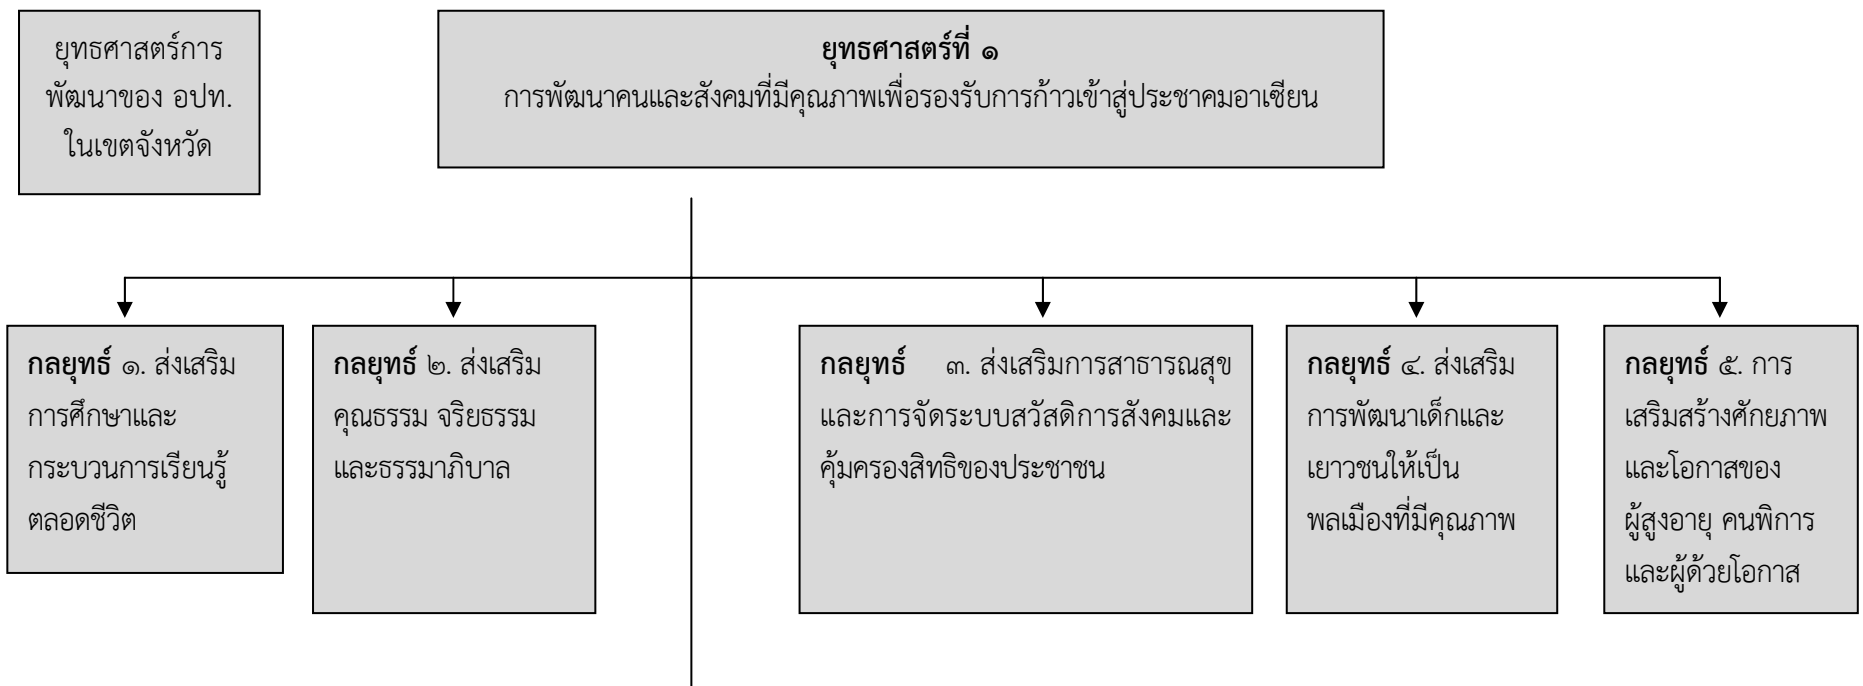 ยุทธศาสตร์การ
พัฒนาของ อปท.
ในเขตจังหวัด
ยุทธศาสตร์ที่ ๑
การพัฒนาคนและสังคมที่มีคุณภาพเพื่อรองรับการก้าวเข้าสู่ประชาคมอาเซียน
กลยุทธ์ ๑. ส่งเสริม
การศึกษาและ
กระบวนการเรียนรู้
ตลอดชีวิต
กลยุทธ์ ๒. ส่งเสริม
คุณธรรม จริยธรรม
และธรรมาภิบาล
กลยุทธ์ ๓. ส่งเสริมการสาธารณสุข
และการจัดระบบสวัสดิการสังคมและ
คุ้มครองสิทธิของประชาชน
กลยุทธ์ ๔. ส่งเสริม
การพัฒนาเด็กและ
เยาวชนให้เป็น
พลเมืองที่มีคุณภาพ
กลยุทธ์ ๕. การ
เสริมสร้างศักยภาพ
และโอกาสของ
ผู้สูงอายุ คนพิการ
และผู้ด้วยโอกาส